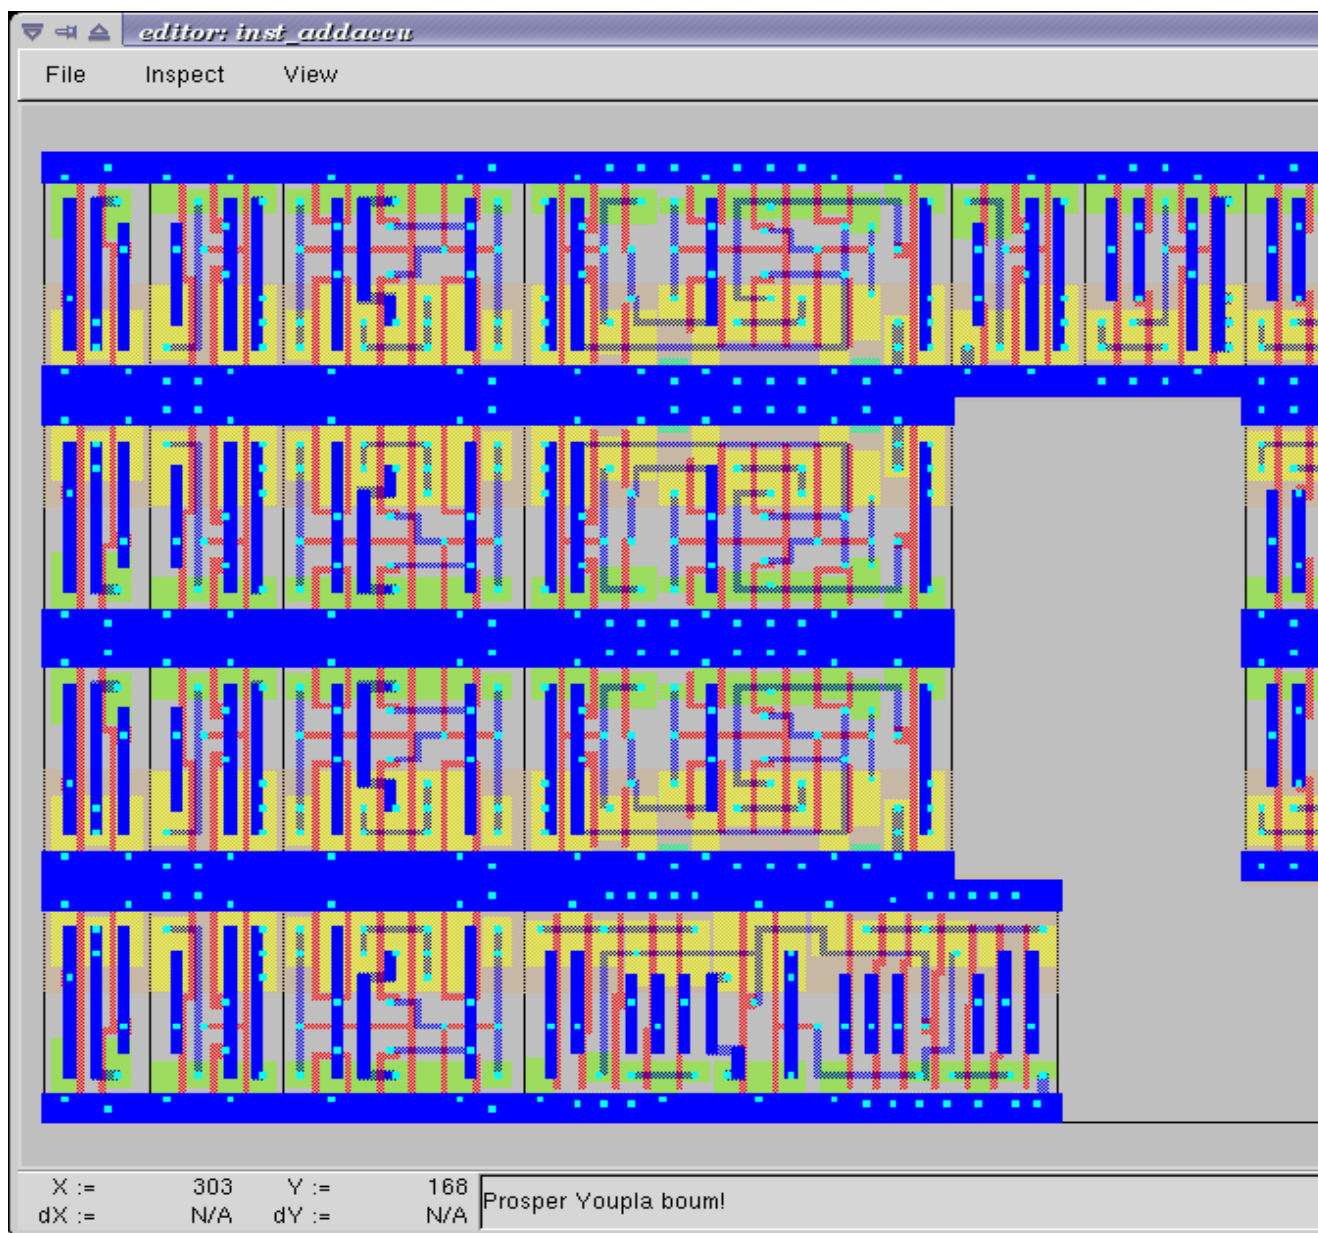 editor: inst_addaccu
File Inspect View
X := 303 Y := 168
dX := N/A dY := N/A
Prosper Youpla boum!